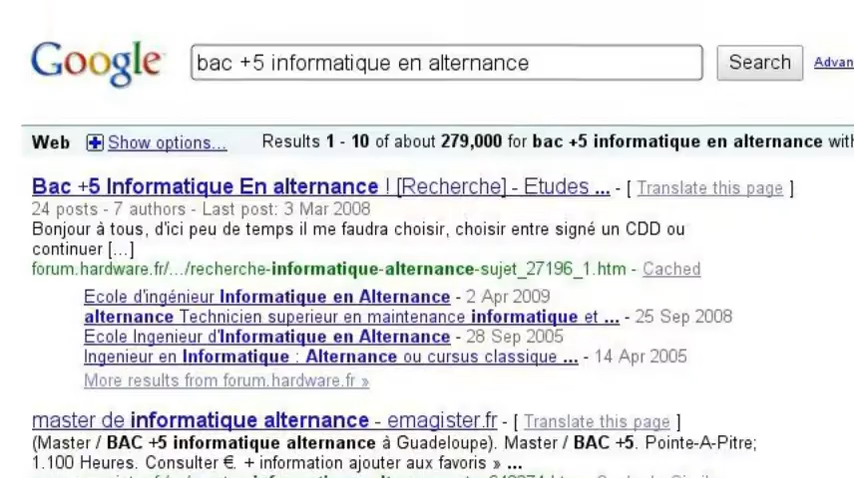 Google bac +5 informatique en alternance Search Advan
Web Show options... Results 1 - 10 of about 279,000 for bac +5 informatique en alternance with
Bac +5 Informatique En alternance ! [Recherche] - Etudes ... - [ Translate this page ]
24 posts - 7 authors - Last post: 3 Mar 2008
Bonjour à tous, d'ici peu de temps il me faudra choisir, choisir entre signé un CDD ou
continuer [...]
forum.hardware.fr/.../recherche-informatique-alternance-sujet_27196_1.htm - Cached
Ecole d'ingénieur Informatique en Alternance - 2 Apr 2009
alternance Technicien superieur en maintenance informatique et ... - 25 Sep 2008
Ecole Ingenieur d'Informatique en Alternance - 28 Sep 2005
Ingenieur en Informatique : Alternance ou cursus classique ... - 14 Apr 2005
More results from forum.hardware.fr »
master de informatique alternance - emagister.fr - [ Translate this page ]
(Master / BAC +5 informatique alternance à Guadeloupe). Master / BAC +5. Pointe-A-Pitre;
1.100 Heures. Consulter €. + information ajouter aux favoris » ...